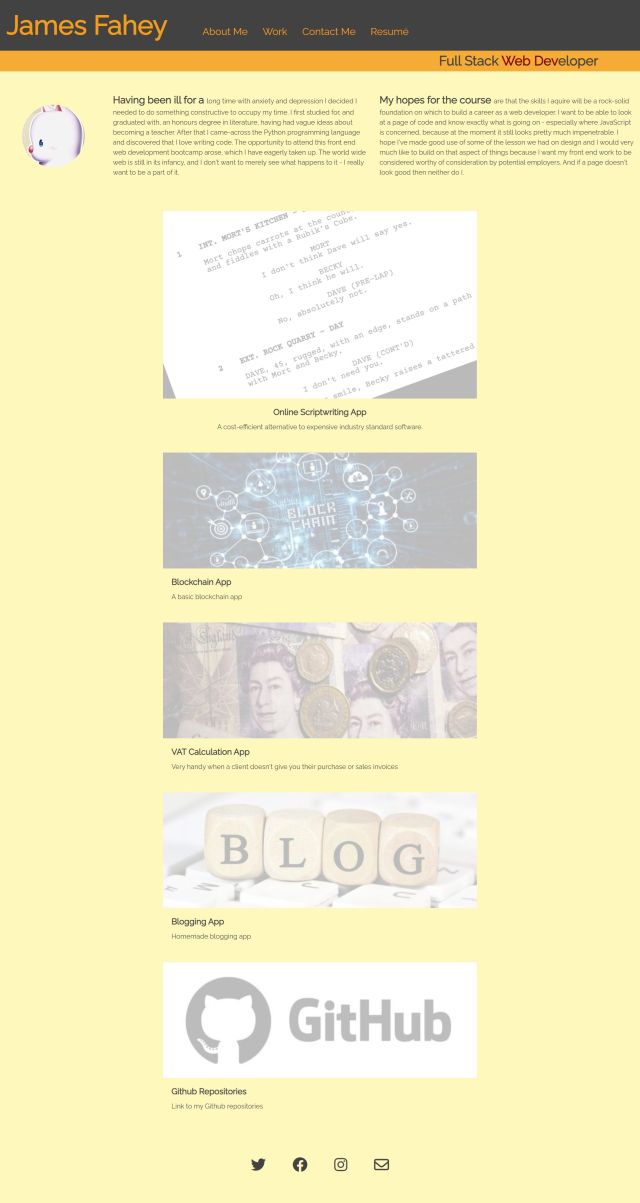 James Fahey
About Me Work Contact Me Resume
Full Stack Web Developer
Having been ill for a long time with anxiety and depression I decided I
needed to do something constructive to occupy my time. I first studied for, and
graduated with, an honours degree in literature, having had vague ideas about
becoming a teacher. After that I came-across the Python programming language
and discovered that I love writing code. The opportunity to attend this front end
web development bootcamp arose, which I have eagerly taken up. The world wide
web is still in its infancy, and I don't want to merely see what happens to it - I really
want to be a part of it.
My hopes for the course are that the skills I aquire will be a rock-solid
foundation on which to build a career as a web developer. I want to be able to look
at a page of code and know exactly what is going on - especially where JavaScript
is concerned, because at the moment it still looks pretty much impenetrable. I
hope I've made good use of some of the lesson we had on design and I would very
much like to build on that aspect of things because I want my front end work to be
considered worthy of consideration by potential employers. And if a page doesn't
look good then neither do I.
1 INT. MORT'S KITCHEN -
Mort chops carrots at the
and fiddles with a Rubik's Cube.
MORT
I don't think Dave will say yes.
BECKY
Oh, I think he will.
DAVE (PRE-LAP)
No, absolutely not.
2 EXT. ROCK QUARRY - DAY
DAVE, 45, rugged, with an edge, stands on a path
with Mort and Becky.
DAVE (CONT'D)
I don't need you.
smile, Becky raises a tattered
Online Scriptwriting App
A cost-efficient alternative to expensive industry standard software
BLOCK
CHAIN
Blockchain App
A basic blockchain app
VAT Calculation App
Very handy when a client doesn't give you their purchase or sales invoices
BLOG
Blogging App
Homemade blogging app
GitHub
Github Repositories
Link to my Github repositories